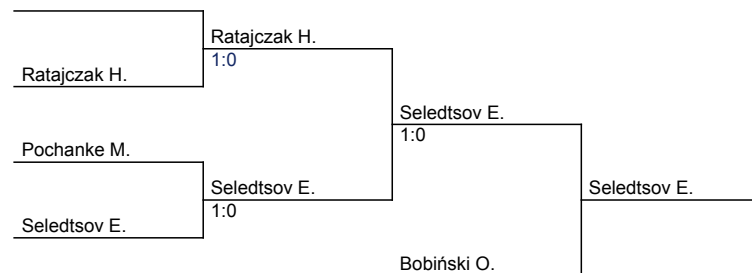 Ratajczak H.
1:0
Ratajczak H.
Seledtsov E.
1:0
Pochanke M.
Seledtsov E.
1:0
Seledtsov E.
Seledtsov E.
Bobiński O.